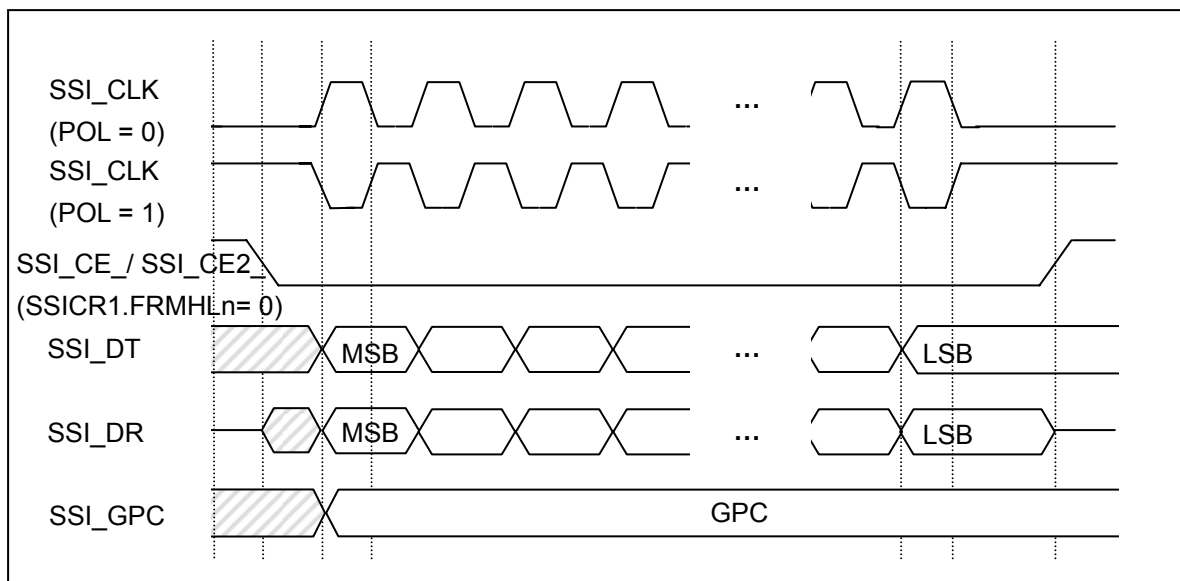 SSI_CLK
(POL = 0)
...
SSI_CLK
(POL = 1)
...
SSI_CE_/ SSI_CE2_
(SSICR1.FRMHLn= 0)
SSI_DT
MSB
...
LSB
SSI_DR
MSB
...
LSB
SSI_GPC
GPC